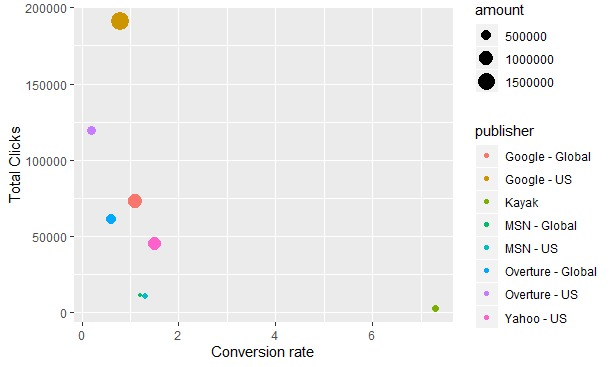 200000
150000
100000
50000
0
Total Clicks
0 2 4 6
Conversion rate
amount
500000
1000000
1500000
publisher
Google - Global
Google - US
Kayak
MSN - Global
MSN - US
Overture - Global
Overture - US
Yahoo - US